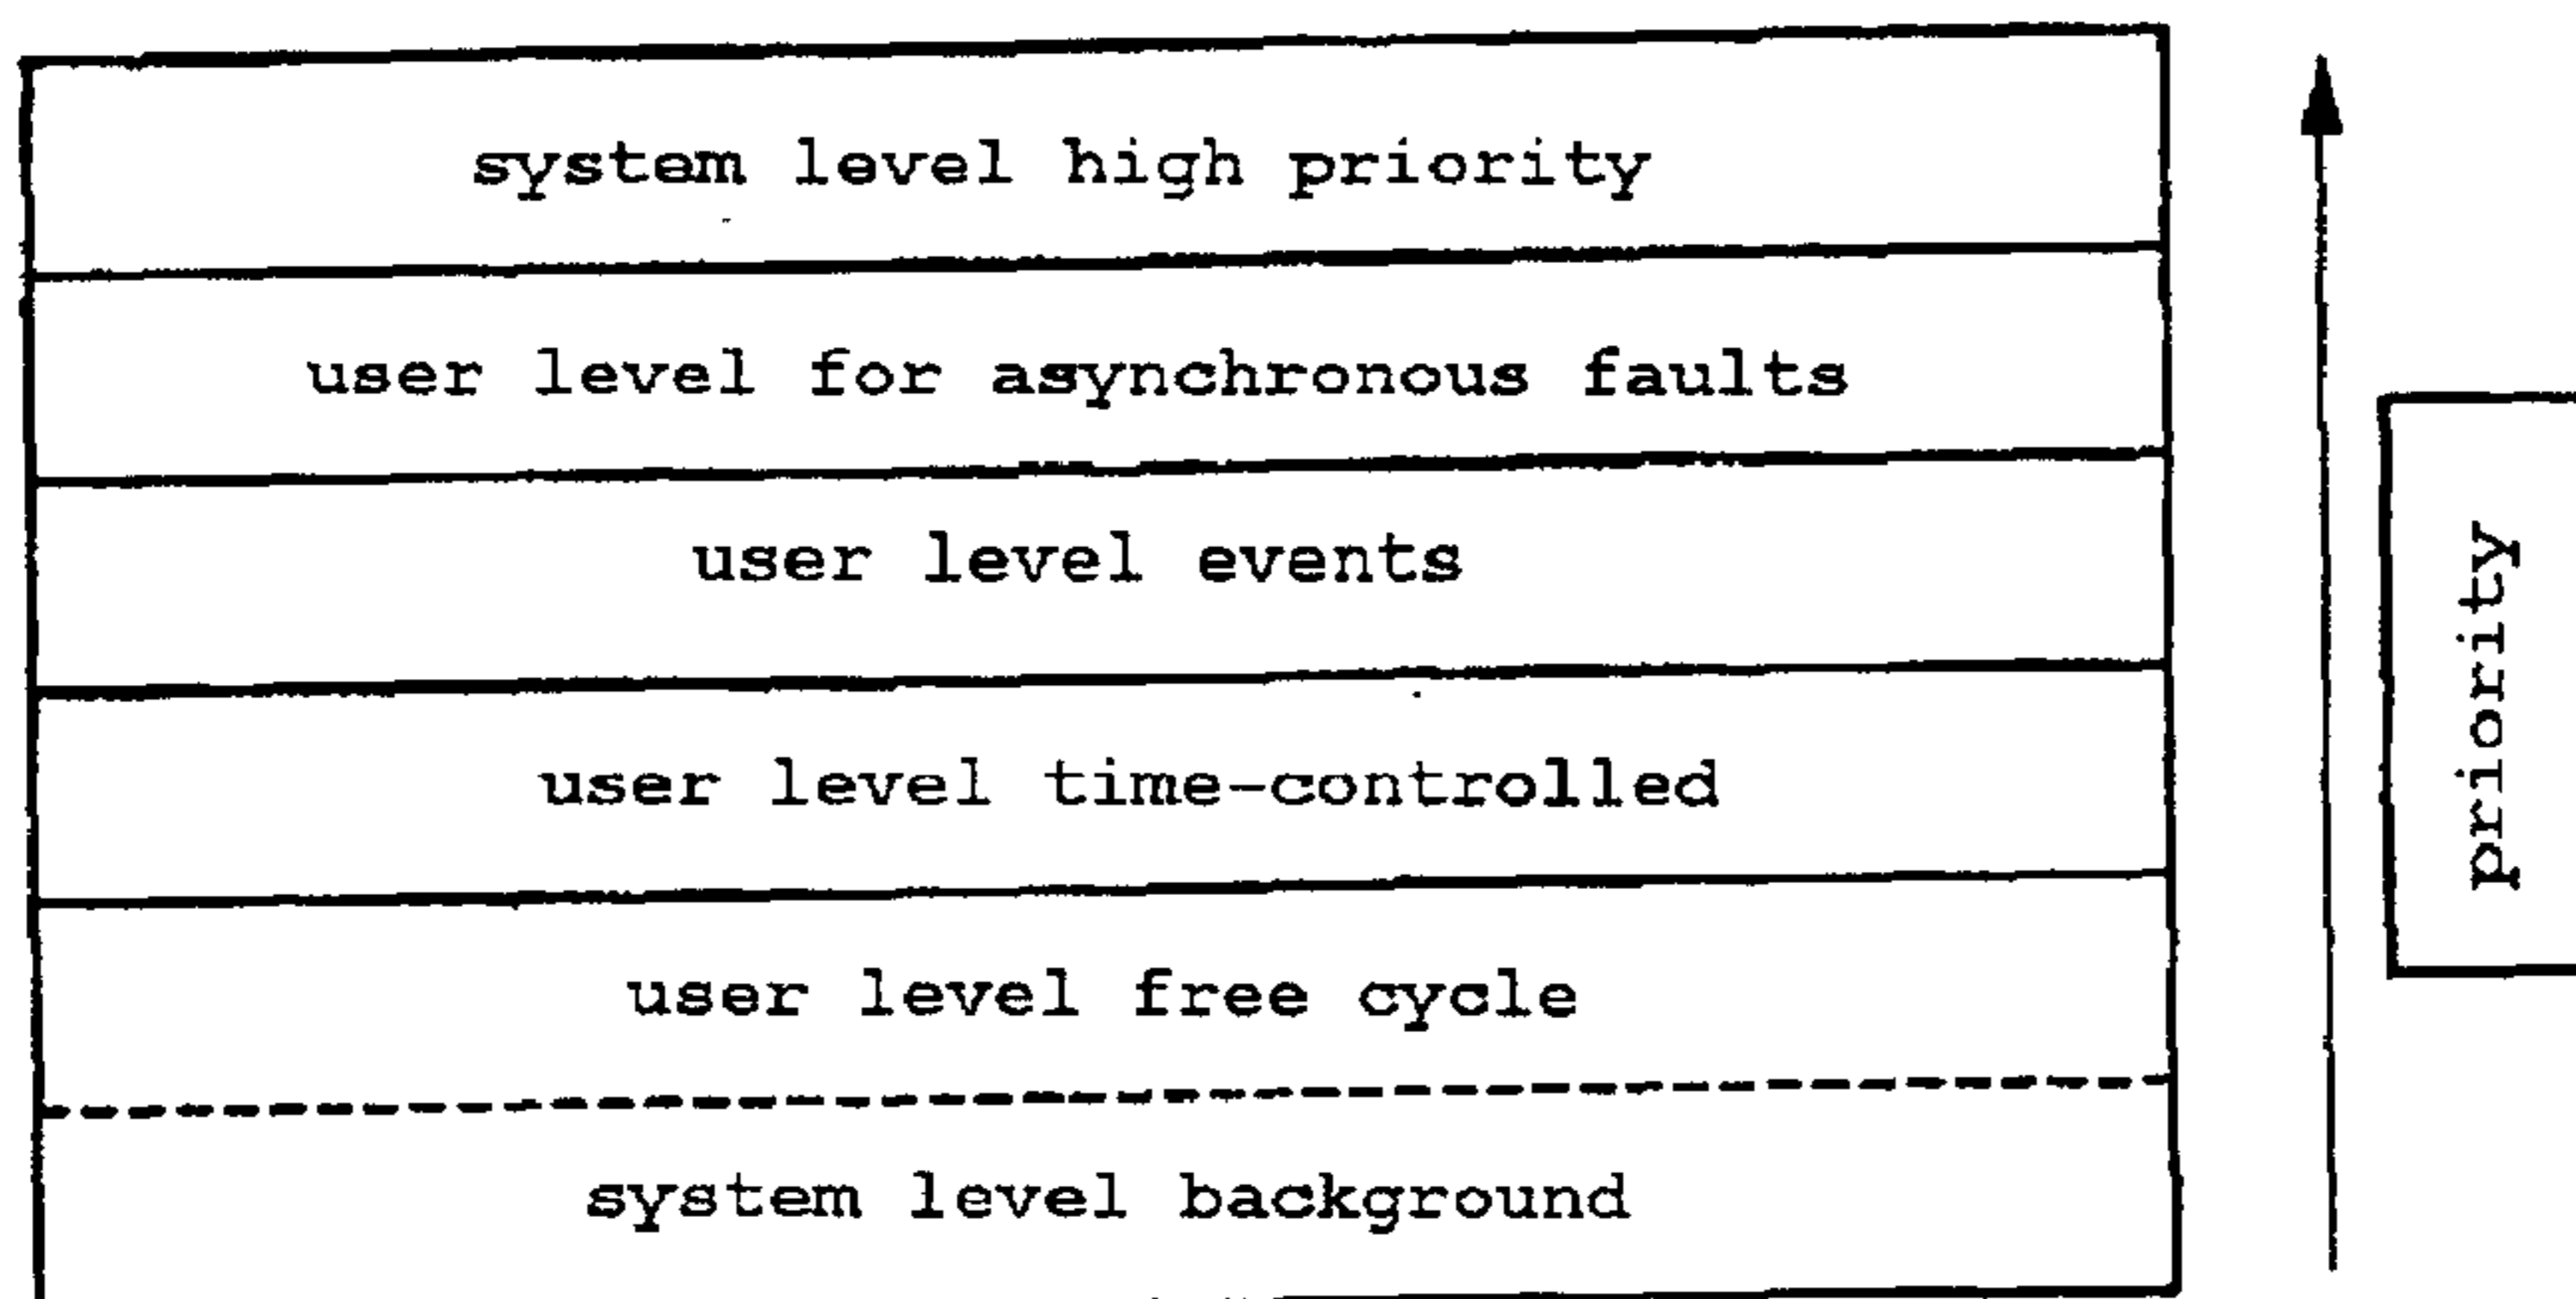 system level high priority
user level for asynchronous faults
user level events
user level time-controlled
user level free cycle
system level background
priority